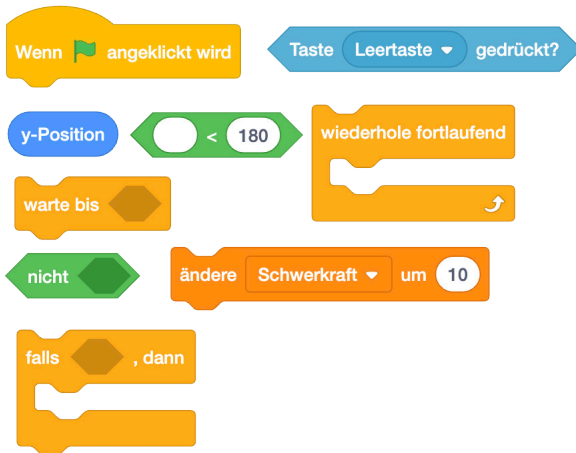 Wenn angeklickt wird
Taste Leertaste gedrückt?
y-Position
< 180
wiederhole fortlaufend
warte bis
nicht
ändere Schwerkraft um 10
falls , dann